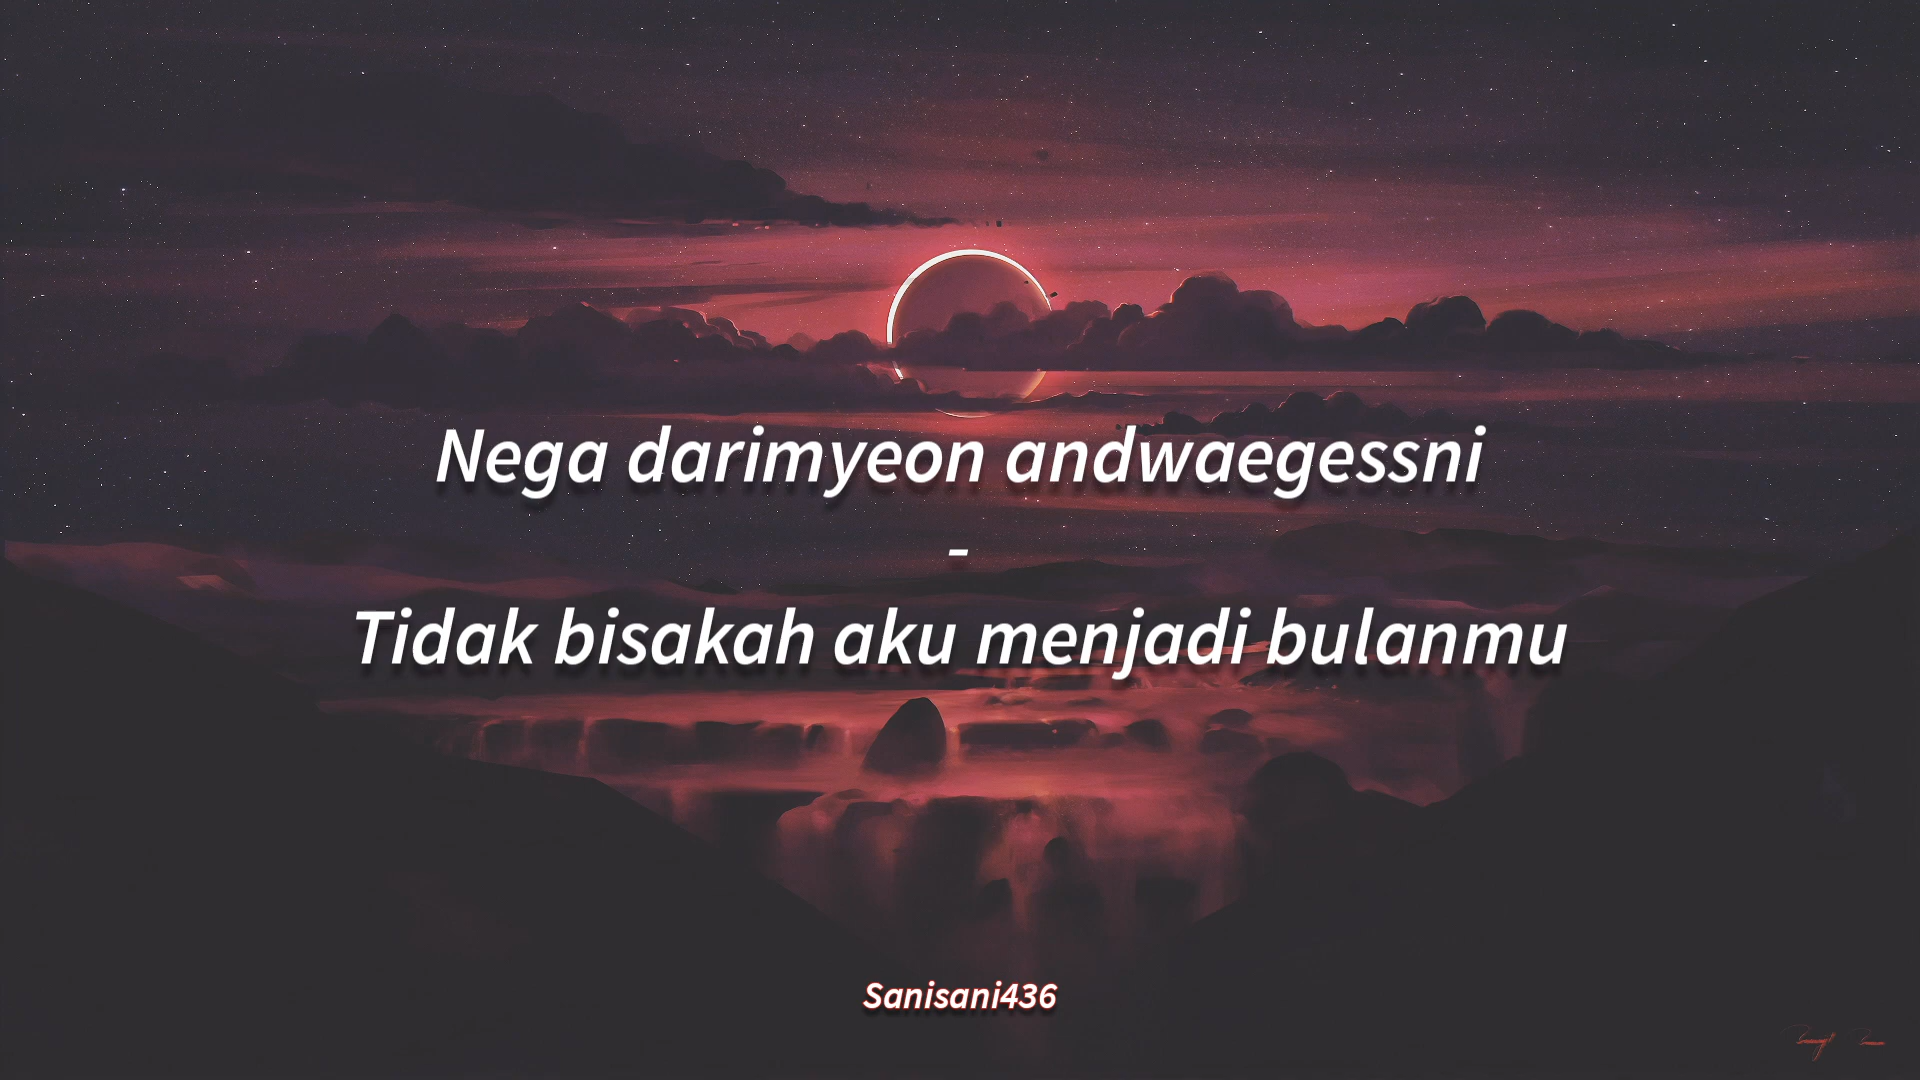 Nega darimyeon andwaegessni
-
Tidak bisakah aku menjadi bulanmu
Sanisani436